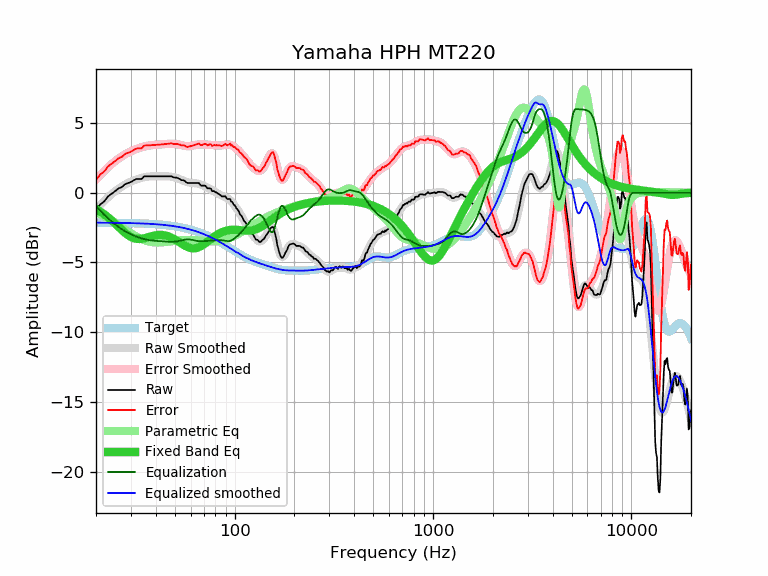 Yamaha HPH MT220
Amplitude (dBr)
5
0
−5
−10
−15
−20
Target
Raw Smoothed
Error Smoothed
Raw
Error
Parametric Eq
Fixed Band Eq
Equalization
Equalized smoothed
100
1000
10000
Frequency (Hz)